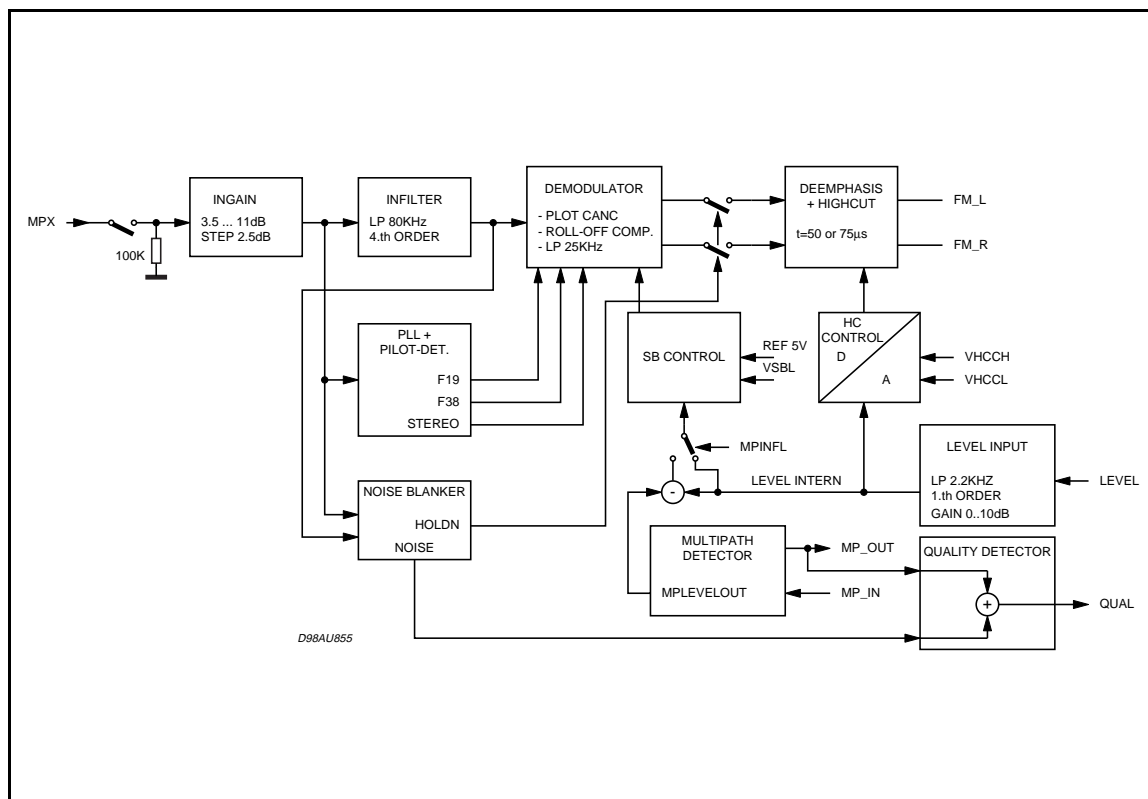 MPX
100K
INGAIN
3.5 ... 11dB
STEP 2.5dB
INFILTER
LP 80KHz
4.th ORDER
DEMODULATOR
- PLOT CANC
- ROLL-OFF COMP.
- LP 25KHz
DEEMPHASIS
+ HIGHCUT
t=50 or 75µs
FM_L
FM_R
PLL +
PILOT-DET.
F19
F38
STEREO
SB CONTROL
REF 5V
VSBL
HC
CONTROL
D
A
VHCCH
VHCCL
MPINFL
LEVEL INTERN
LEVEL INPUT
LP 2.2KHZ
1.th ORDER
GAIN 0..10dB
LEVEL
NOISE BLANKER
HOLDN
NOISE
-
MULTIPATH
DETECTOR
MPLEVELOUT
MP_OUT
MP_IN
QUALITY DETECTOR
+
QUAL
D98AU855